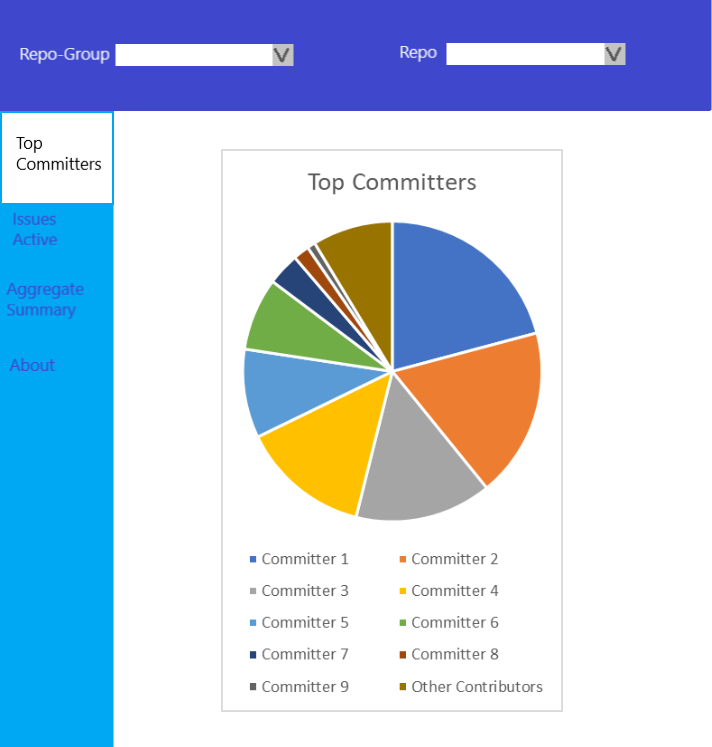 Repo-Group
Repo
Top
Committers
Issues
Active
Aggregate
Summary
About
Top Committers
Committer 1
Committer 2
Committer 3
Committer 4
Committer 5
Committer 6
Committer 7
Committer 8
Committer 9
Other Contributors